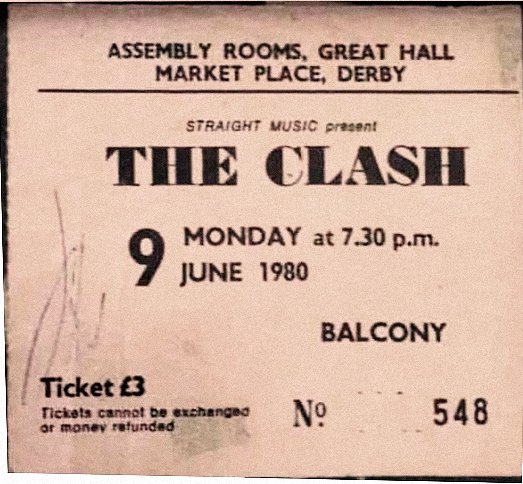 ASSEMBLY ROOMS, GREAT HALL
MARKET PLACE, DERBY
STRAIGHT MUSIC present
THE CLASH
9 MONDAY at 7.30 p.m.
JUNE 1980
BALCONY
Ticket £3
Tickets cannot be exchanged
or money refunded
Nº 548